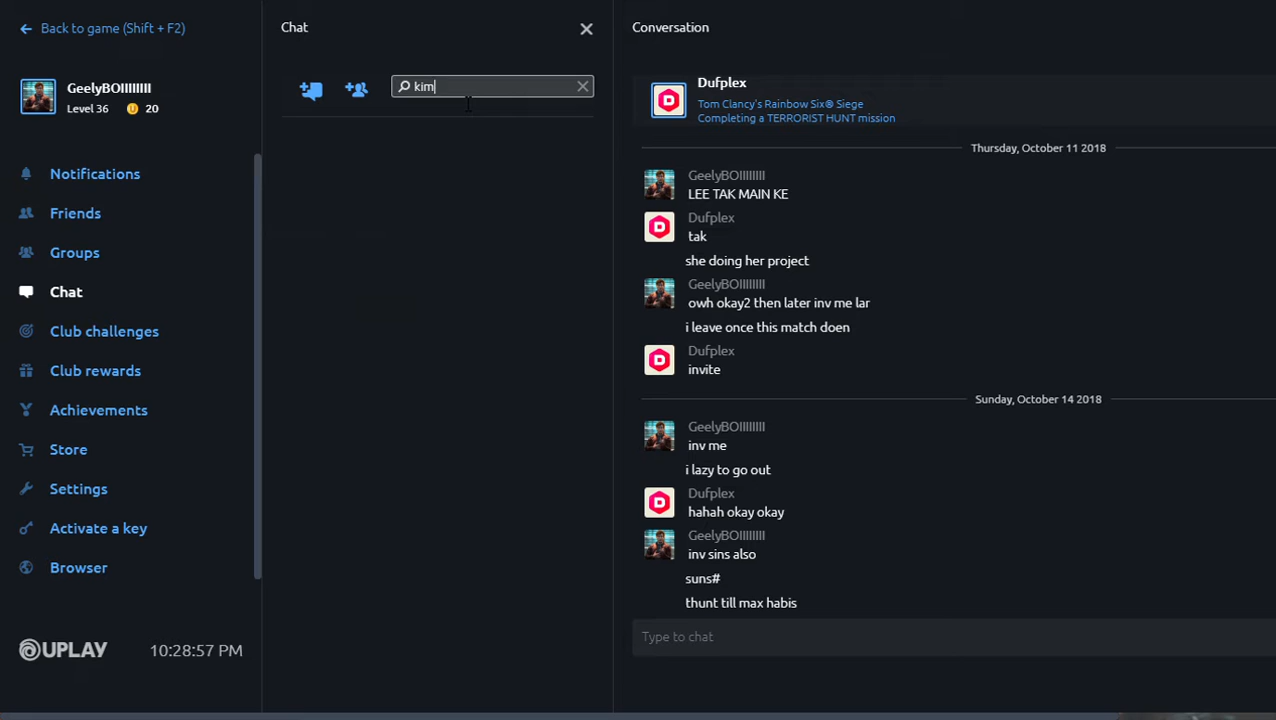 Back to game (Shift + F2)
GeelyBOIIIIIIII
Level 36 20
Notifications
Friends
Groups
Chat
Club challenges
Club rewards
Achievements
Store
Settings
Activate a key
Browser
UPLAY 10:28:57 PM
Chat
kim
Conversation
Dufplex
Tom Clancy's Rainbow Six® Siege
Completing a TERRORIST HUNT mission
Thursday, October 11 2018
GeelyBOIIIIIIII
LEE TAK MAIN KE
Dufplex
tak
she doing her project
GeelyBOIIIIIIII
owh okay2 then later inv me lar
i leave once this match doen
Dufplex
invite
Sunday, October 14 2018
GeelyBOIIIIIIII
inv me
i lazy to go out
Dufplex
hahah okay okay
GeelyBOIIIIIIII
inv sins also
suns#
thunt till max habis
Type to chat